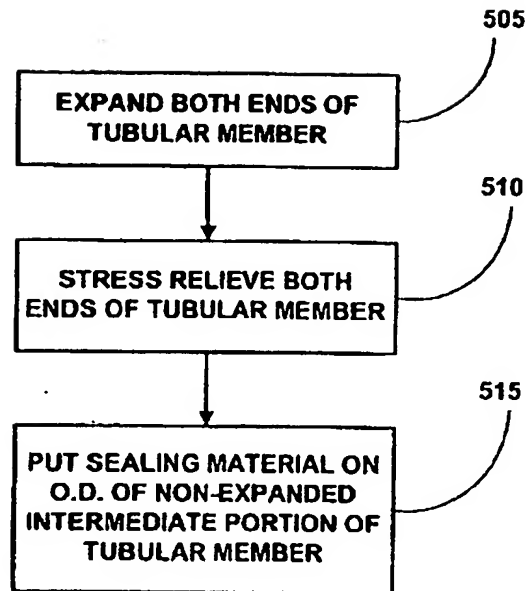 505
EXPAND BOTH ENDS OF
TUBULAR MEMBER
510
STRESS RELIEVE BOTH
ENDS OF TUBULAR MEMBER
515
PUT SEALING MATERIAL ON
O.D. OF NON-EXPANDED
INTERMEDIATE PORTION OF
TUBULAR MEMBER